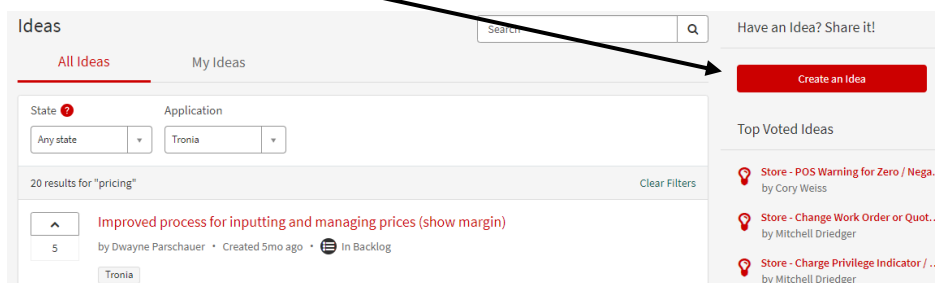 Ideas
Search
All Ideas
My Ideas
State ?
Application
Any state
Tronia
20 results for "pricing"
Clear Filters
5
Improved process for inputting and managing prices (show margin)
by Dwayne Parschauer • Created 5mo ago • In Backlog
Tronia
Have an Idea? Share it!
Create an Idea
Top Voted Ideas
Store - POS Warning for Zero / Nega..
by Cory Weiss
Store - Change Work Order or Quot..
by Mitchell Driedger
Store - Charge Privilege Indicator / ..
by Mitchell Driedger